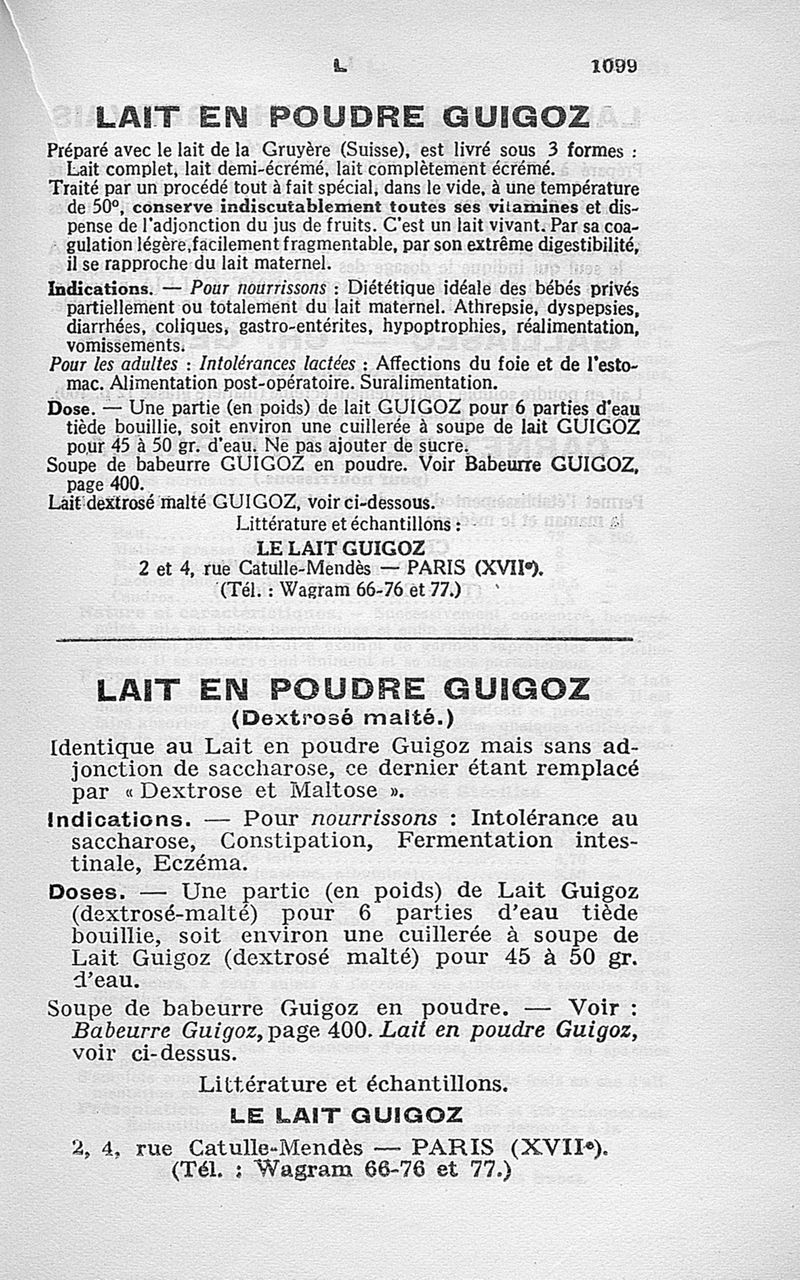 L 1099
LAIT EN POUDRE GUIGOZ
Préparé avec le lait de la Gruyère (Suisse), est livré sous 3 formes :
Lait complet, lait demi-écrémé, lait complètement écrémé.
Traité par un procédé tout à fait spécial, dans le vide, à une température
de 50°, conserve indiscutablement toutes ses vitamines et dis-
pense de l'adjonction du jus de fruits. C'est un lait vivant. Par sa coa-
gulation légère, facilement fragmentable, par son extrême digestibilité,
il se rapproche du lait maternel.
Indications. — Pour nourrissons : Diététique idéale des bébés privés
partiellement ou totalement du lait maternel. Athrepsie, dyspepsies,
diarrhées, coliques, gastro-entérites, hypoptrophies, réalimentation,
vomissements.
Pour les adultes : Intolérances lactées : Affections du foie et de l'esto-
mac. Alimentation post-opératoire. Suralimentation.
Dose. — Une partie (en poids) de lait GUIGOZ pour 6 parties d'eau
tiède bouillie, soit environ une cuillerée à soupe de lait GUIGOZ
pour 45 à 50 gr. d'eau. Ne pas ajouter de sucre.
Soupe de babeurre GUIGOZ en poudre. Voir Babeurre GUIGOZ,
page 400.
Lait dextrosé malté GUIGOZ, voir ci-dessous.
Littérature et échantillons :
LE LAIT GUIGOZ
2 et 4, rue Catulle-Mendès — PARIS (XVIIe).
(Tél. : Wagram 66-76 et 77.)
LAIT EN POUDRE GUIGOZ
(Dextrosé malté.)
Identique au Lait en poudre Guigoz mais sans ad-
jonction de saccharose, ce dernier étant remplacé
par « Dextrose et Maltose ».
Indications. — Pour nourrissons : Intolérance au
saccharose, Constipation, Fermentation intes-
tinale, Eczéma.
Doses. — Une partie (en poids) de Lait Guigoz
(dextrosé-malté) pour 6 parties d'eau tiède
bouillie, soit environ une cuillerée à soupe de
Lait Guigoz (dextrosé malté) pour 45 à 50 gr.
d'eau.
Soupe de babeurre Guigoz en poudre. — Voir :
Babeurre Guigoz, page 400. Lait en poudre Guigoz,
voir ci-dessus.
Littérature et échantillons.
LE LAIT GUIGOZ
2, 4, rue Catulle-Mendès — PARIS (XVIIe).
(Tél. : Wagram 66-76 et 77.)